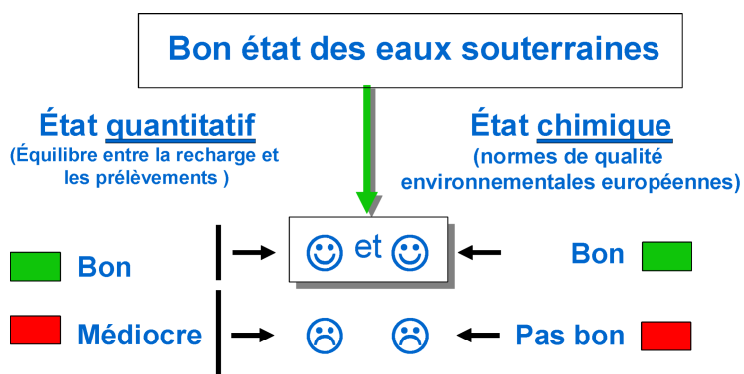 Bon état des eaux souterraines
État quantitatif
(Équilibre entre la recharge et
les prélèvements )
État chimique
(normes de qualité
environnementales européennes)
Bon
et
Bon
Médiocre
Pas bon